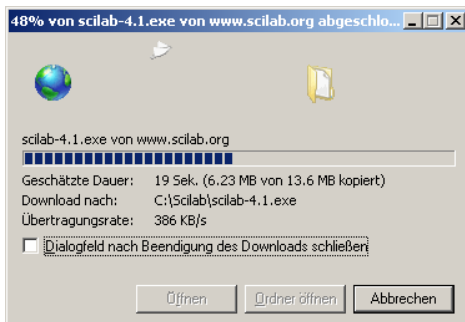 48% von scilab-4.1.exe von www.scilab.org abgeschlo...
scilab-4.1.exe von www.scilab.org
Geschätzte Dauer: 19 Sek. (6.23 MB von 13.6 MB kopiert)
Download nach: C:\Scilab\scilab-4.1.exe
Übertragungsrate: 386 KB/s
Dialogfeld nach Beendigung des Downloads schließen
Öffnen Ordner öffnen Abbrechen